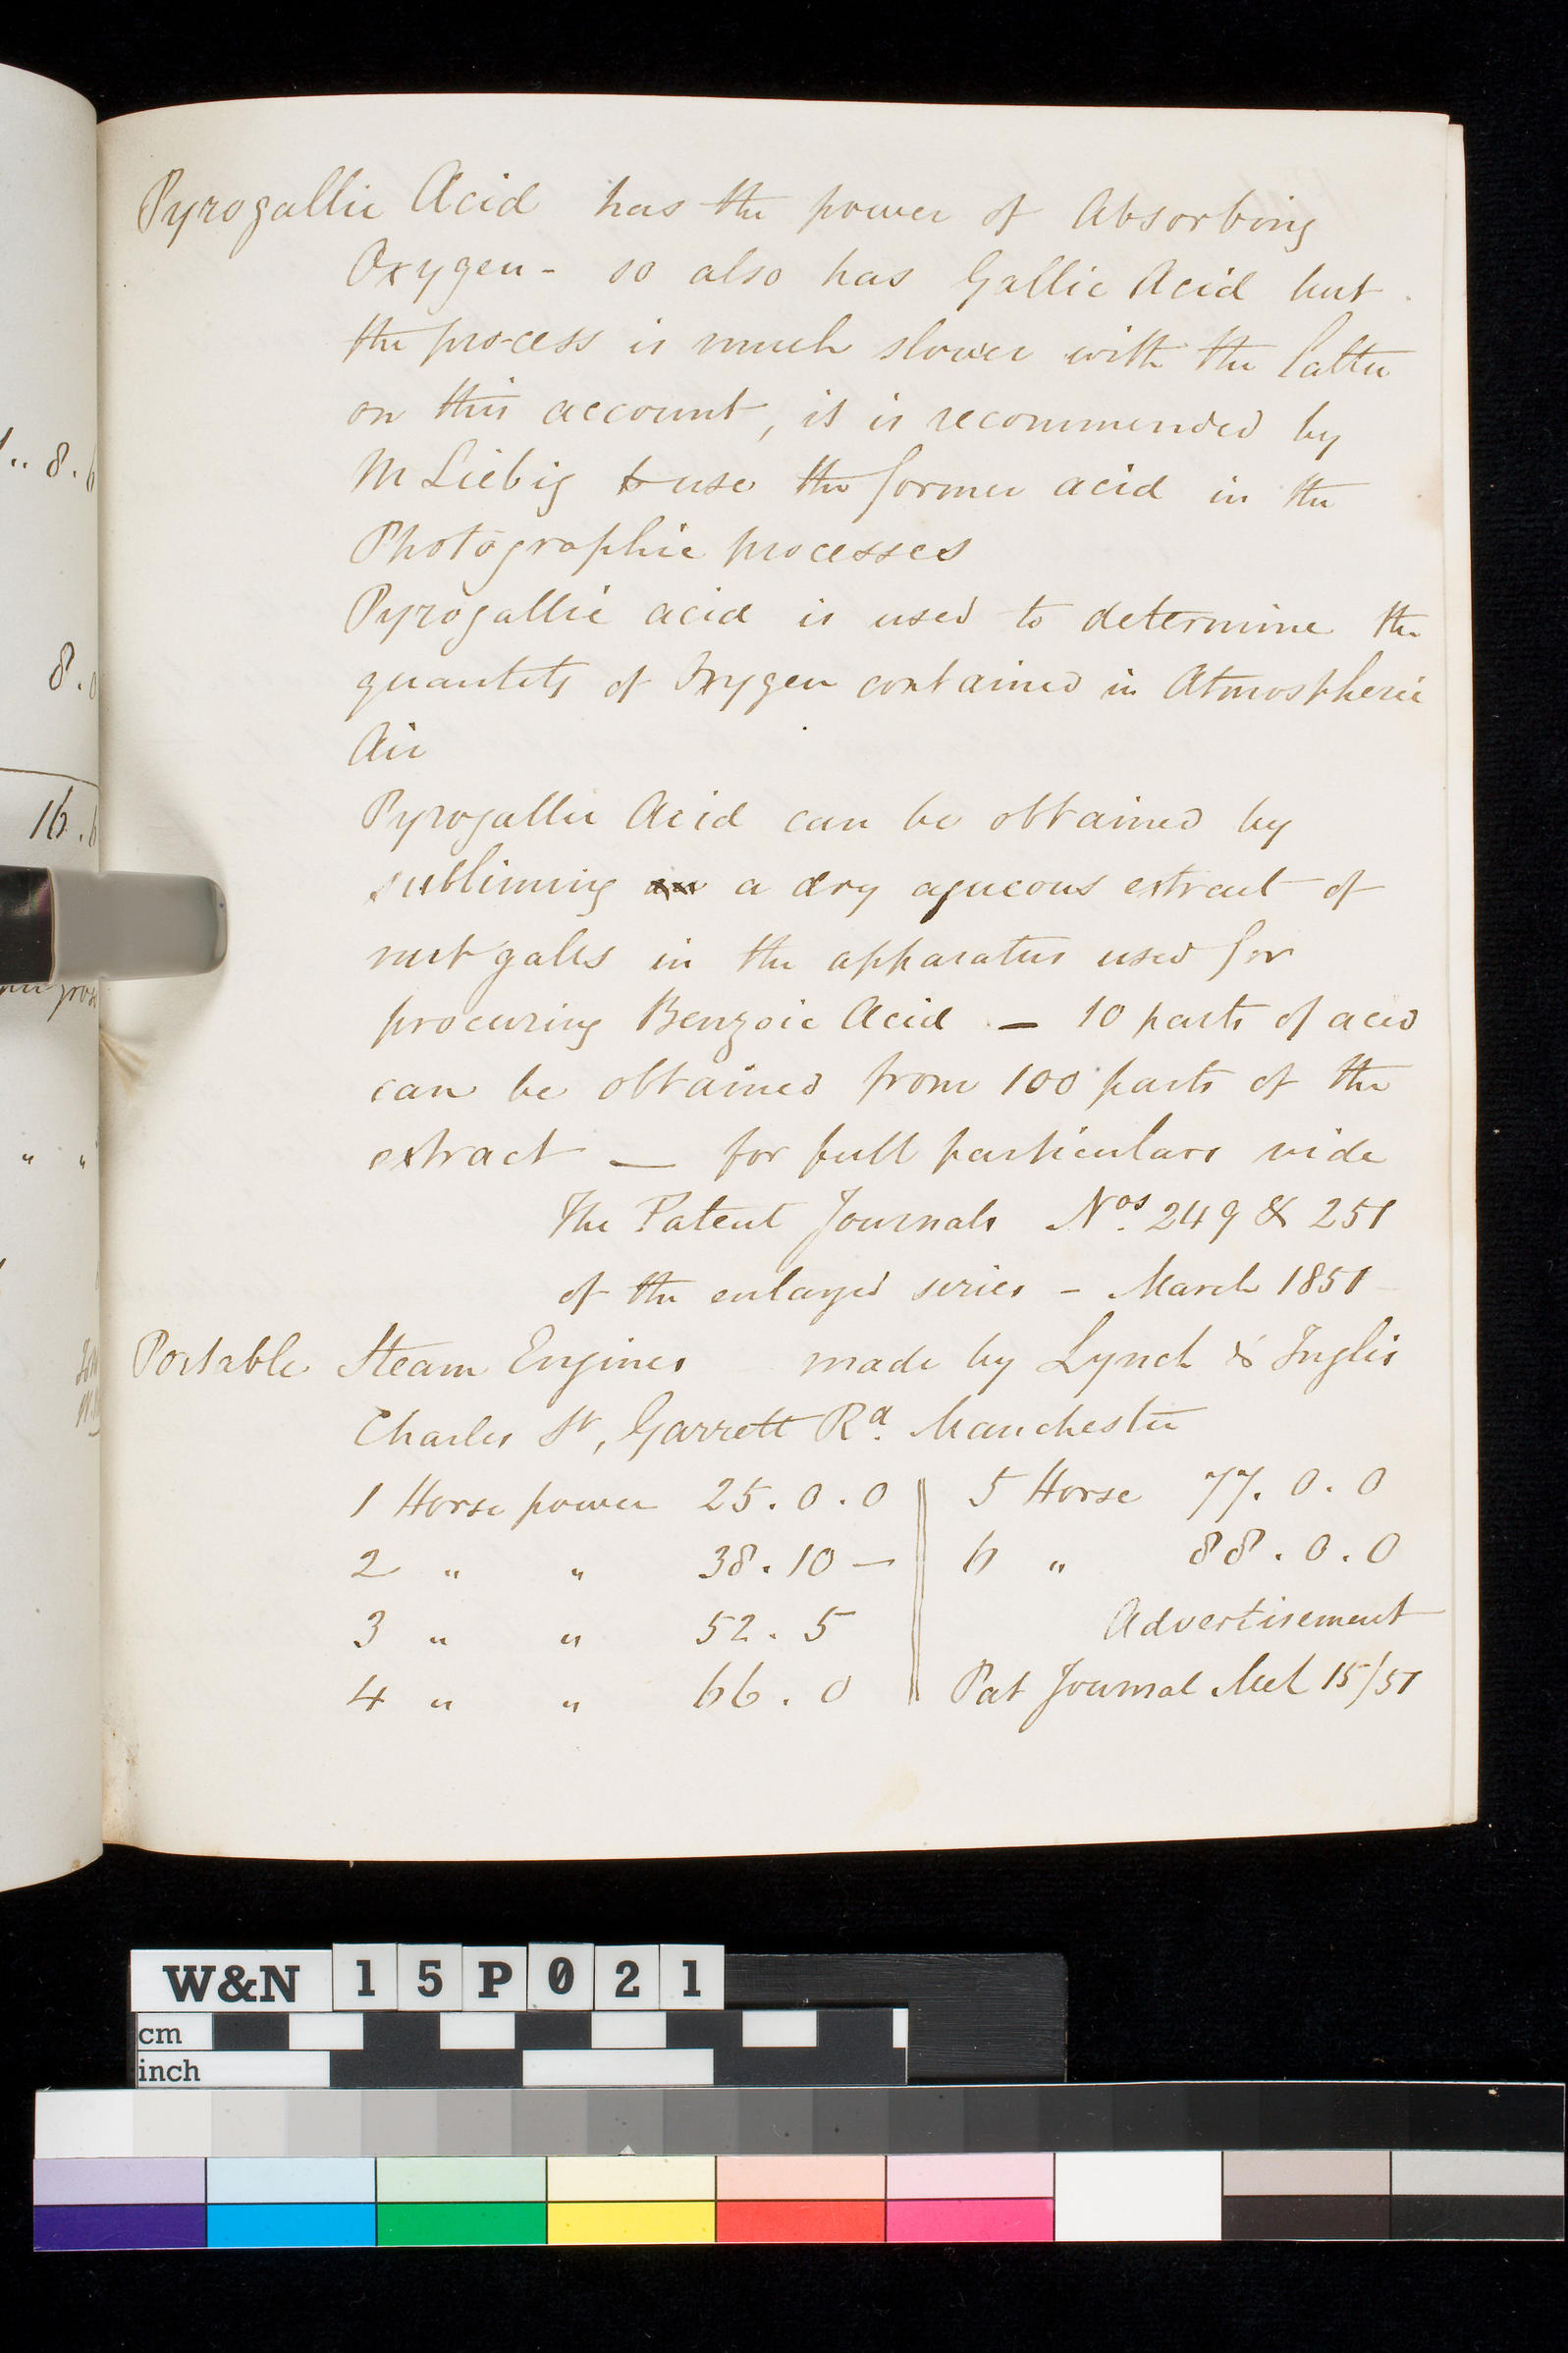 Pyrogallic Acid has the power of Absorbing
Oxygen - so also has Gallic Acid but
the process is much slower with the latter
on this account, it is recommended by
M Liebig to use the former acid in the
Photographic processes
Pyrogallic acid is used to determine the
quantity of Oxygen contained in Atmospheric
Air
Pyrogallic Acid can be obtained by
subliming an a dry aqueous extract of
nut galls in the apparatus used for
procuring Benzoic Acid — 10 parts of acid
can be obtained from 100 parts of the
extract — for full particulars vide
The Patent Journals Nos. 249 & 251
of the enlarged series - March 1851
Portable Steam Engines made by Lynch & Inglis
Charles St, Garrett Rd. Manchester
1 Horse power 25.0.0 5 Horse 77.0.0
2 " " 38.10 — 6 " 88.0.0
3 " " 52.5 Advertisement
4 " " 66.0 Pat Journal Mch 15/51
8.
8.
16.
W&N 15P021
cm
inch